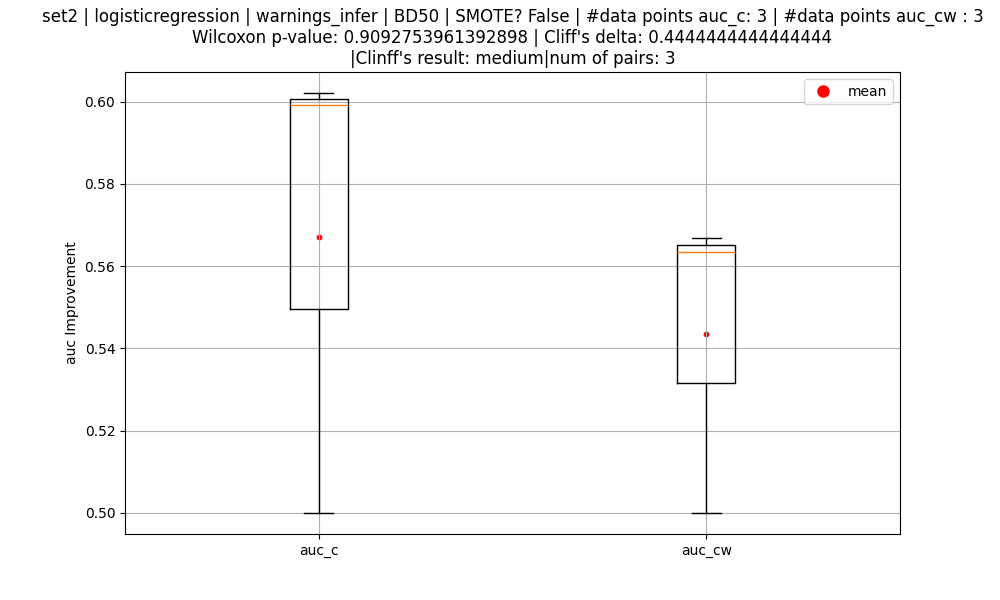 set2 | logisticregression | warnings_infer | BD50 | SMOTE? False | #data points auc_c: 3 | #data points auc_cw : 3
Wilcoxon p-value: 0.9092753961392898 | Cliff's delta: 0.4444444444444444
|Clinff's result: medium|num of pairs: 3
mean
0.60
0.58
0.56
0.54
0.52
0.50
auc Improvement
auc_c
auc_cw